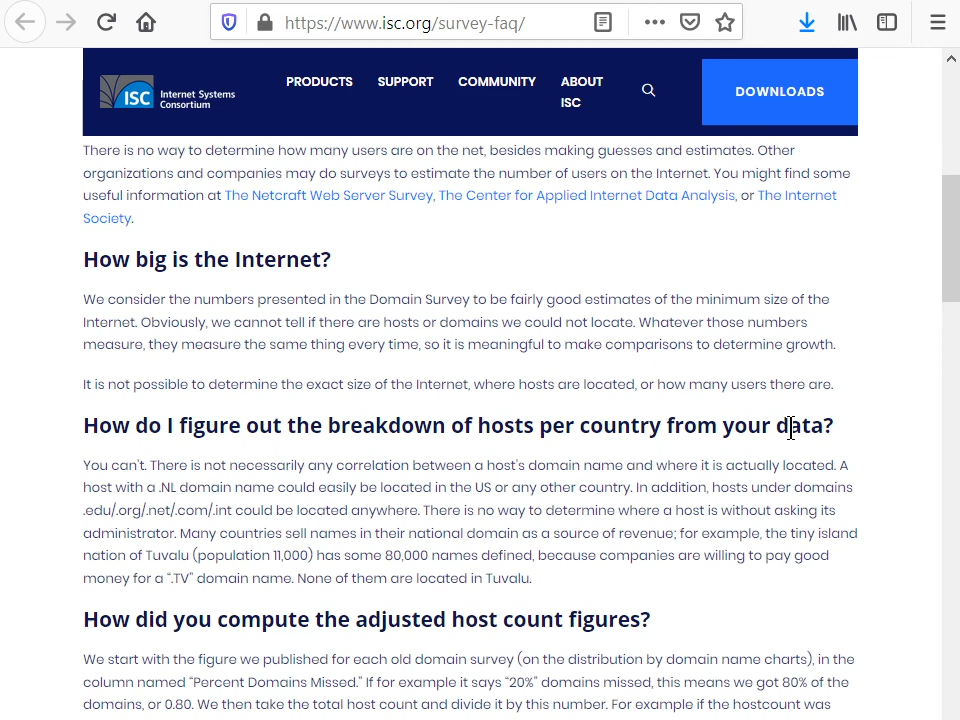 https://www.isc.org/survey-faq/
ISC Internet Systems Consortium
PRODUCTS SUPPORT COMMUNITY ABOUT ISC DOWNLOADS
There is no way to determine how many users are on the net, besides making guesses and estimates. Other
organizations and companies may do surveys to estimate the number of users on the Internet. You might find some
useful information at The Netcraft Web Server Survey, The Center for Applied Internet Data Analysis, or The Internet
Society.
How big is the Internet?
We consider the numbers presented in the Domain Survey to be fairly good estimates of the minimum size of the
Internet. Obviously, we cannot tell if there are hosts or domains we could not locate. Whatever those numbers
measure, they measure the same thing every time, so it is meaningful to make comparisons to determine growth.
It is not possible to determine the exact size of the Internet, where hosts are located, or how many users there are.
How do I figure out the breakdown of hosts per country from your data?
You can't. There is not necessarily any correlation between a host's domain name and where it is actually located. A
host with a .NL domain name could easily be located in the US or any other country. In addition, hosts under domains
.edu/.org/.net/.com/.int could be located anywhere. There is no way to determine where a host is without asking its
administrator. Many countries sell names in their national domain as a source of revenue; for example, the tiny island
nation of Tuvalu (population 11,000) has some 80,000 names defined, because companies are willing to pay good
money for a “.TV” domain name. None of them are located in Tuvalu.
How did you compute the adjusted host count figures?
We start with the figure we published for each old domain survey (on the distribution by domain name charts), in the
column named “Percent Domains Missed.” If for example it says “20%” domains missed, this means we got 80% of the
domains, or 0.80. We then take the total host count and divide it by this number. For example if the hostcount was